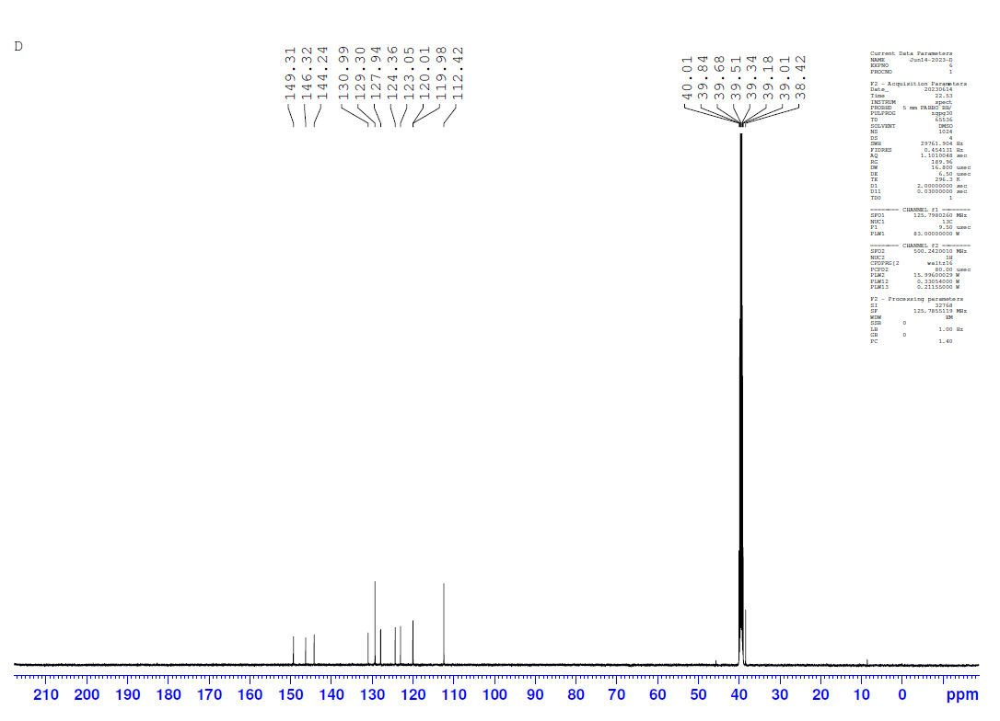 D
149.31
146.32
144.24
130.99
129.30
127.94
124.36
123.05
120.01
119.98
112.42
40.01
39.84
39.68
39.51
39.34
39.18
39.01
38.42
Current Data Parameters
NAME Jun14-2023-D
EXPNO 6
PROCNO 1
F2 - Acquisition Parameters
Date_ 20230614
Time 22.53
INSTRUM spect
PROBHD 5 mm PABBO BB/
PULPROG zgpg30
TD 65536
SOLVENT DMSO
NS 1024
DS 4
SWH 29761.904 Hz
FIDRES 0.454131 Hz
AQ 1.1010048 sec
RG 189.96
DW 16.800 usec
DE 6.50 usec
TE 296.3 K
D1 2.00000000 sec
D11 0.03000000 sec
TD0 1
======== CHANNEL f1 ========
SFO1 125.7980260 MHz
NUC1 13C
P1 9.50 usec
PLW1 83.00000000 W
======== CHANNEL f2 ========
SFO2 500.2420010 MHz
NUC2 1H
CPDPRG[2 waltz16
PCPD2 80.00 usec
PLW2 15.99600029 W
PLW12 0.33054000 W
PLW13 0.21155000 W
F2 - Processing parameters
SI 32768
SF 125.7855119 MHz
WDW EM
SSB 0
LB 1.00 Hz
GB 0
PC 1.40
210 200 190 180 170 160 150 140 130 120 110 100 90 80 70 60 50 40 30 20 10 0 ppm